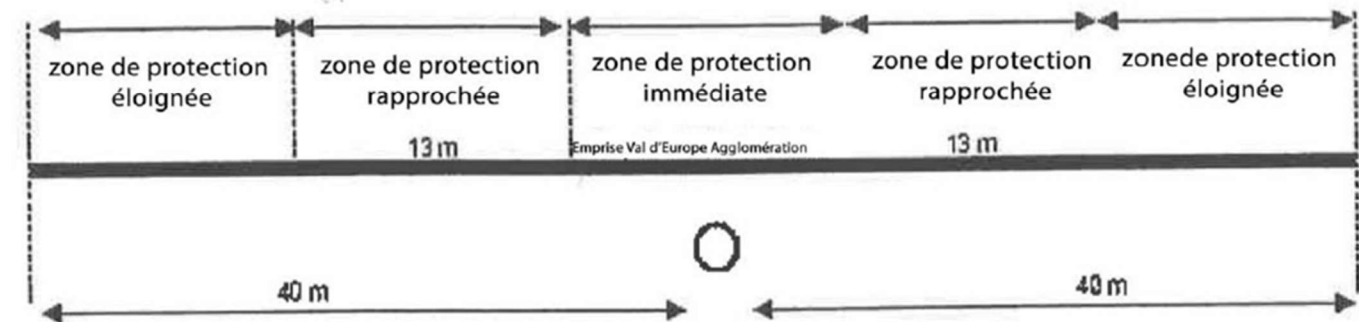 zone de protection
éloignée
zone de protection
rapprochée
zone de protection
immédiate
zone de protection
rapprochée
zonede protection
éloignée
13 m
Emprise Val d'Europe Agglomération
13 m
40 m
40 m